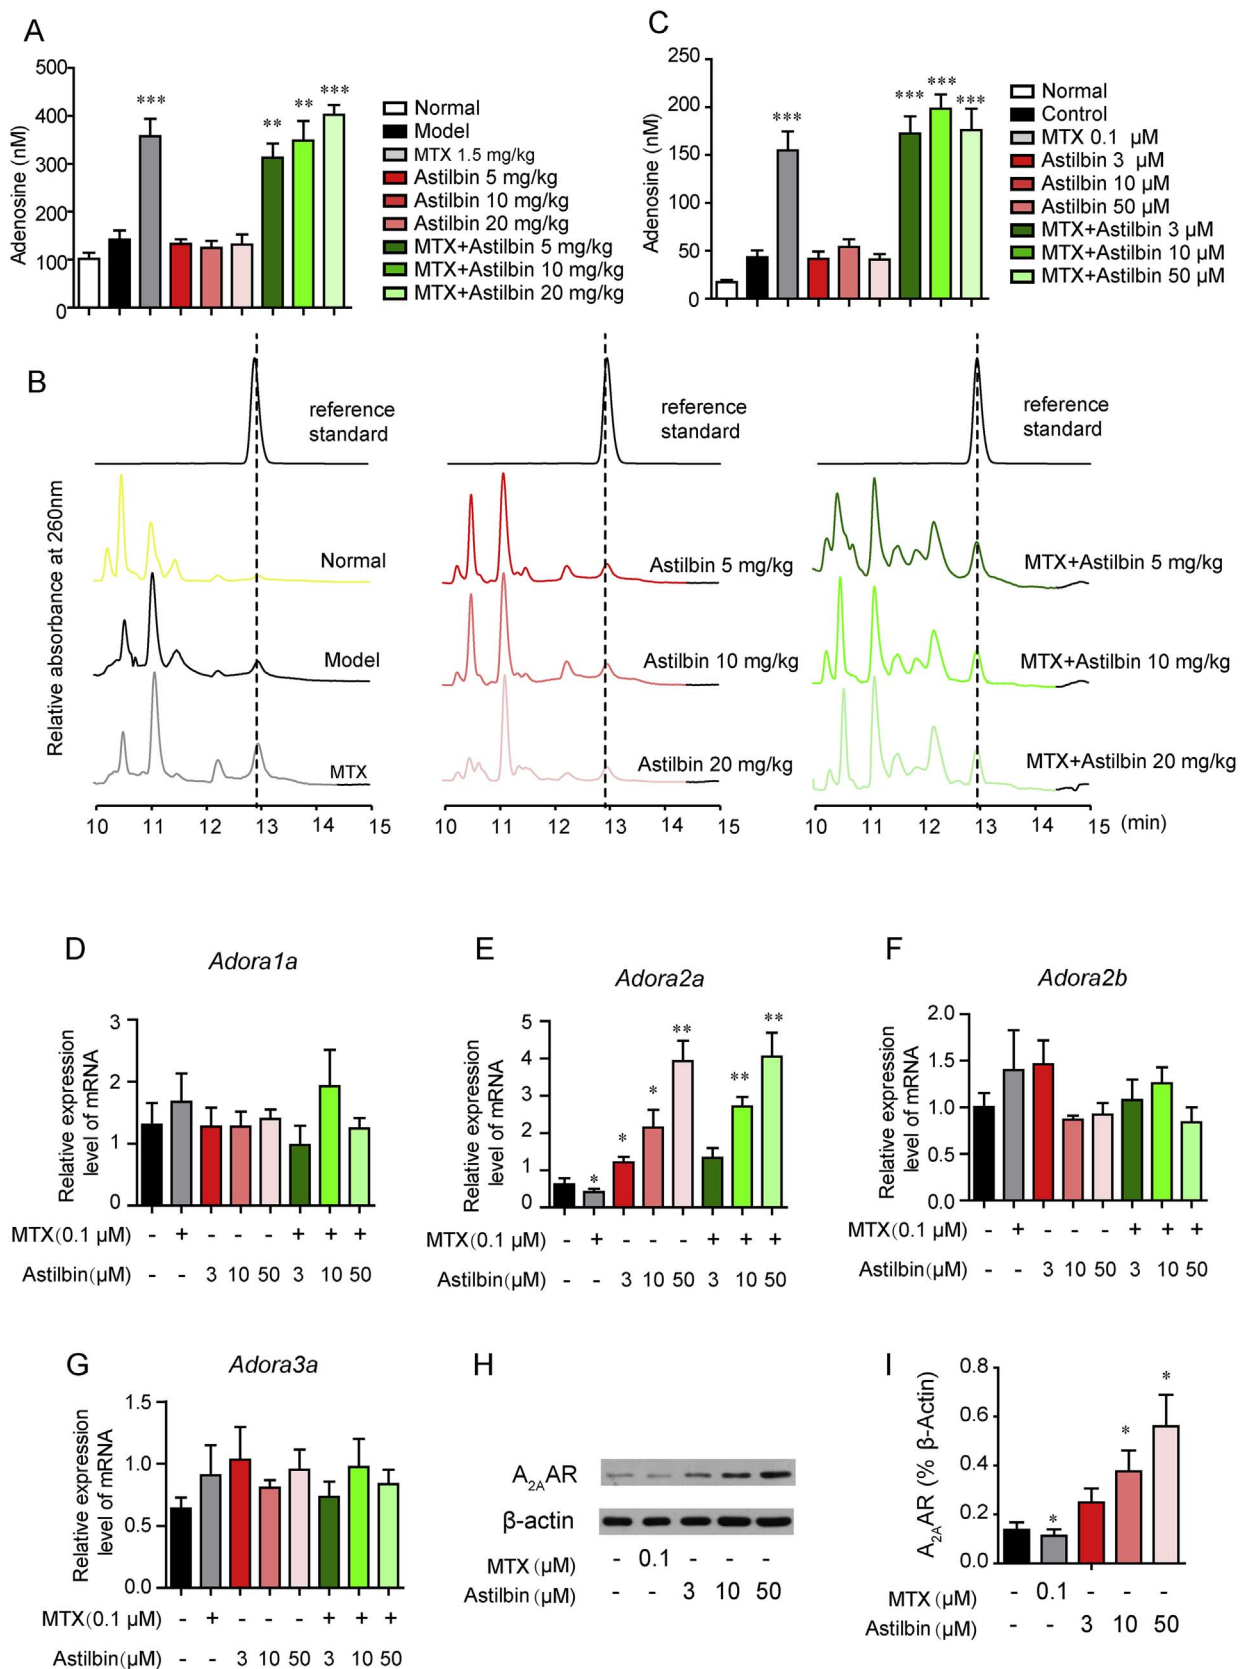 A
Adenosine (nM)
500
400
300
200
100
0
***
**
**
***
Normal
Model
MTX 1.5 mg/kg
Astilbin 5 mg/kg
Astilbin 10 mg/kg
Astilbin 20 mg/kg
MTX+Astilbin 5 mg/kg
MTX+Astilbin 10 mg/kg
MTX+Astilbin 20 mg/kg
C
Adenosine (nM)
250
200
150
100
50
0
***
***
***
***
Normal
Control
MTX 0.1 μM
Astilbin 3 μM
Astilbin 10 μM
Astilbin 50 μM
MTX+Astilbin 3 μM
MTX+Astilbin 10 μM
MTX+Astilbin 50 μM
B
Relative absorbance at 260nm
reference
standard
Normal
Model
MTX
10 11 12 13 14 15
reference
standard
Astilbin 5 mg/kg
Astilbin 10 mg/kg
Astilbin 20 mg/kg
10 11 12 13 14 15
reference
standard
MTX+Astilbin 5 mg/kg
MTX+Astilbin 10 mg/kg
MTX+Astilbin 20 mg/kg
10 11 12 13 14 15 (min)
D
Adora1a
Relative expression
level of mRNA
3
2
1
0
MTX(0.1 μM) - + - - - + + +
Astilbin(μM) - - 3 10 50 3 10 50
E
Adora2a
Relative expression
level of mRNA
5
4
3
2
1
0
*
*
*
**
**
**
MTX(0.1 μM) - + - - - + + +
Astilbin(μM) - - 3 10 50 3 10 50
F
Adora2b
Relative expression
level of mRNA
2.0
1.5
1.0
0.5
0.0
MTX(0.1 μM) - + - - - + + +
Astilbin(μM) - - 3 10 50 3 10 50
G
Adora3a
Relative expression
level of mRNA
1.5
1.0
0.5
0.0
MTX(0.1 μM) - + - - - + + +
Astilbin(μM) - - 3 10 50 3 10 50
H
A2AAR
β-actin
MTX (μM) - 0.1 - - -
Astilbin (μM) - - 3 10 50
I
A2AAR (% β-Actin)
0.8
0.6
0.4
0.2
0.0
*
*
*
MTX (μM) - 0.1 - - -
Astilbin (μM) - - 3 10 50